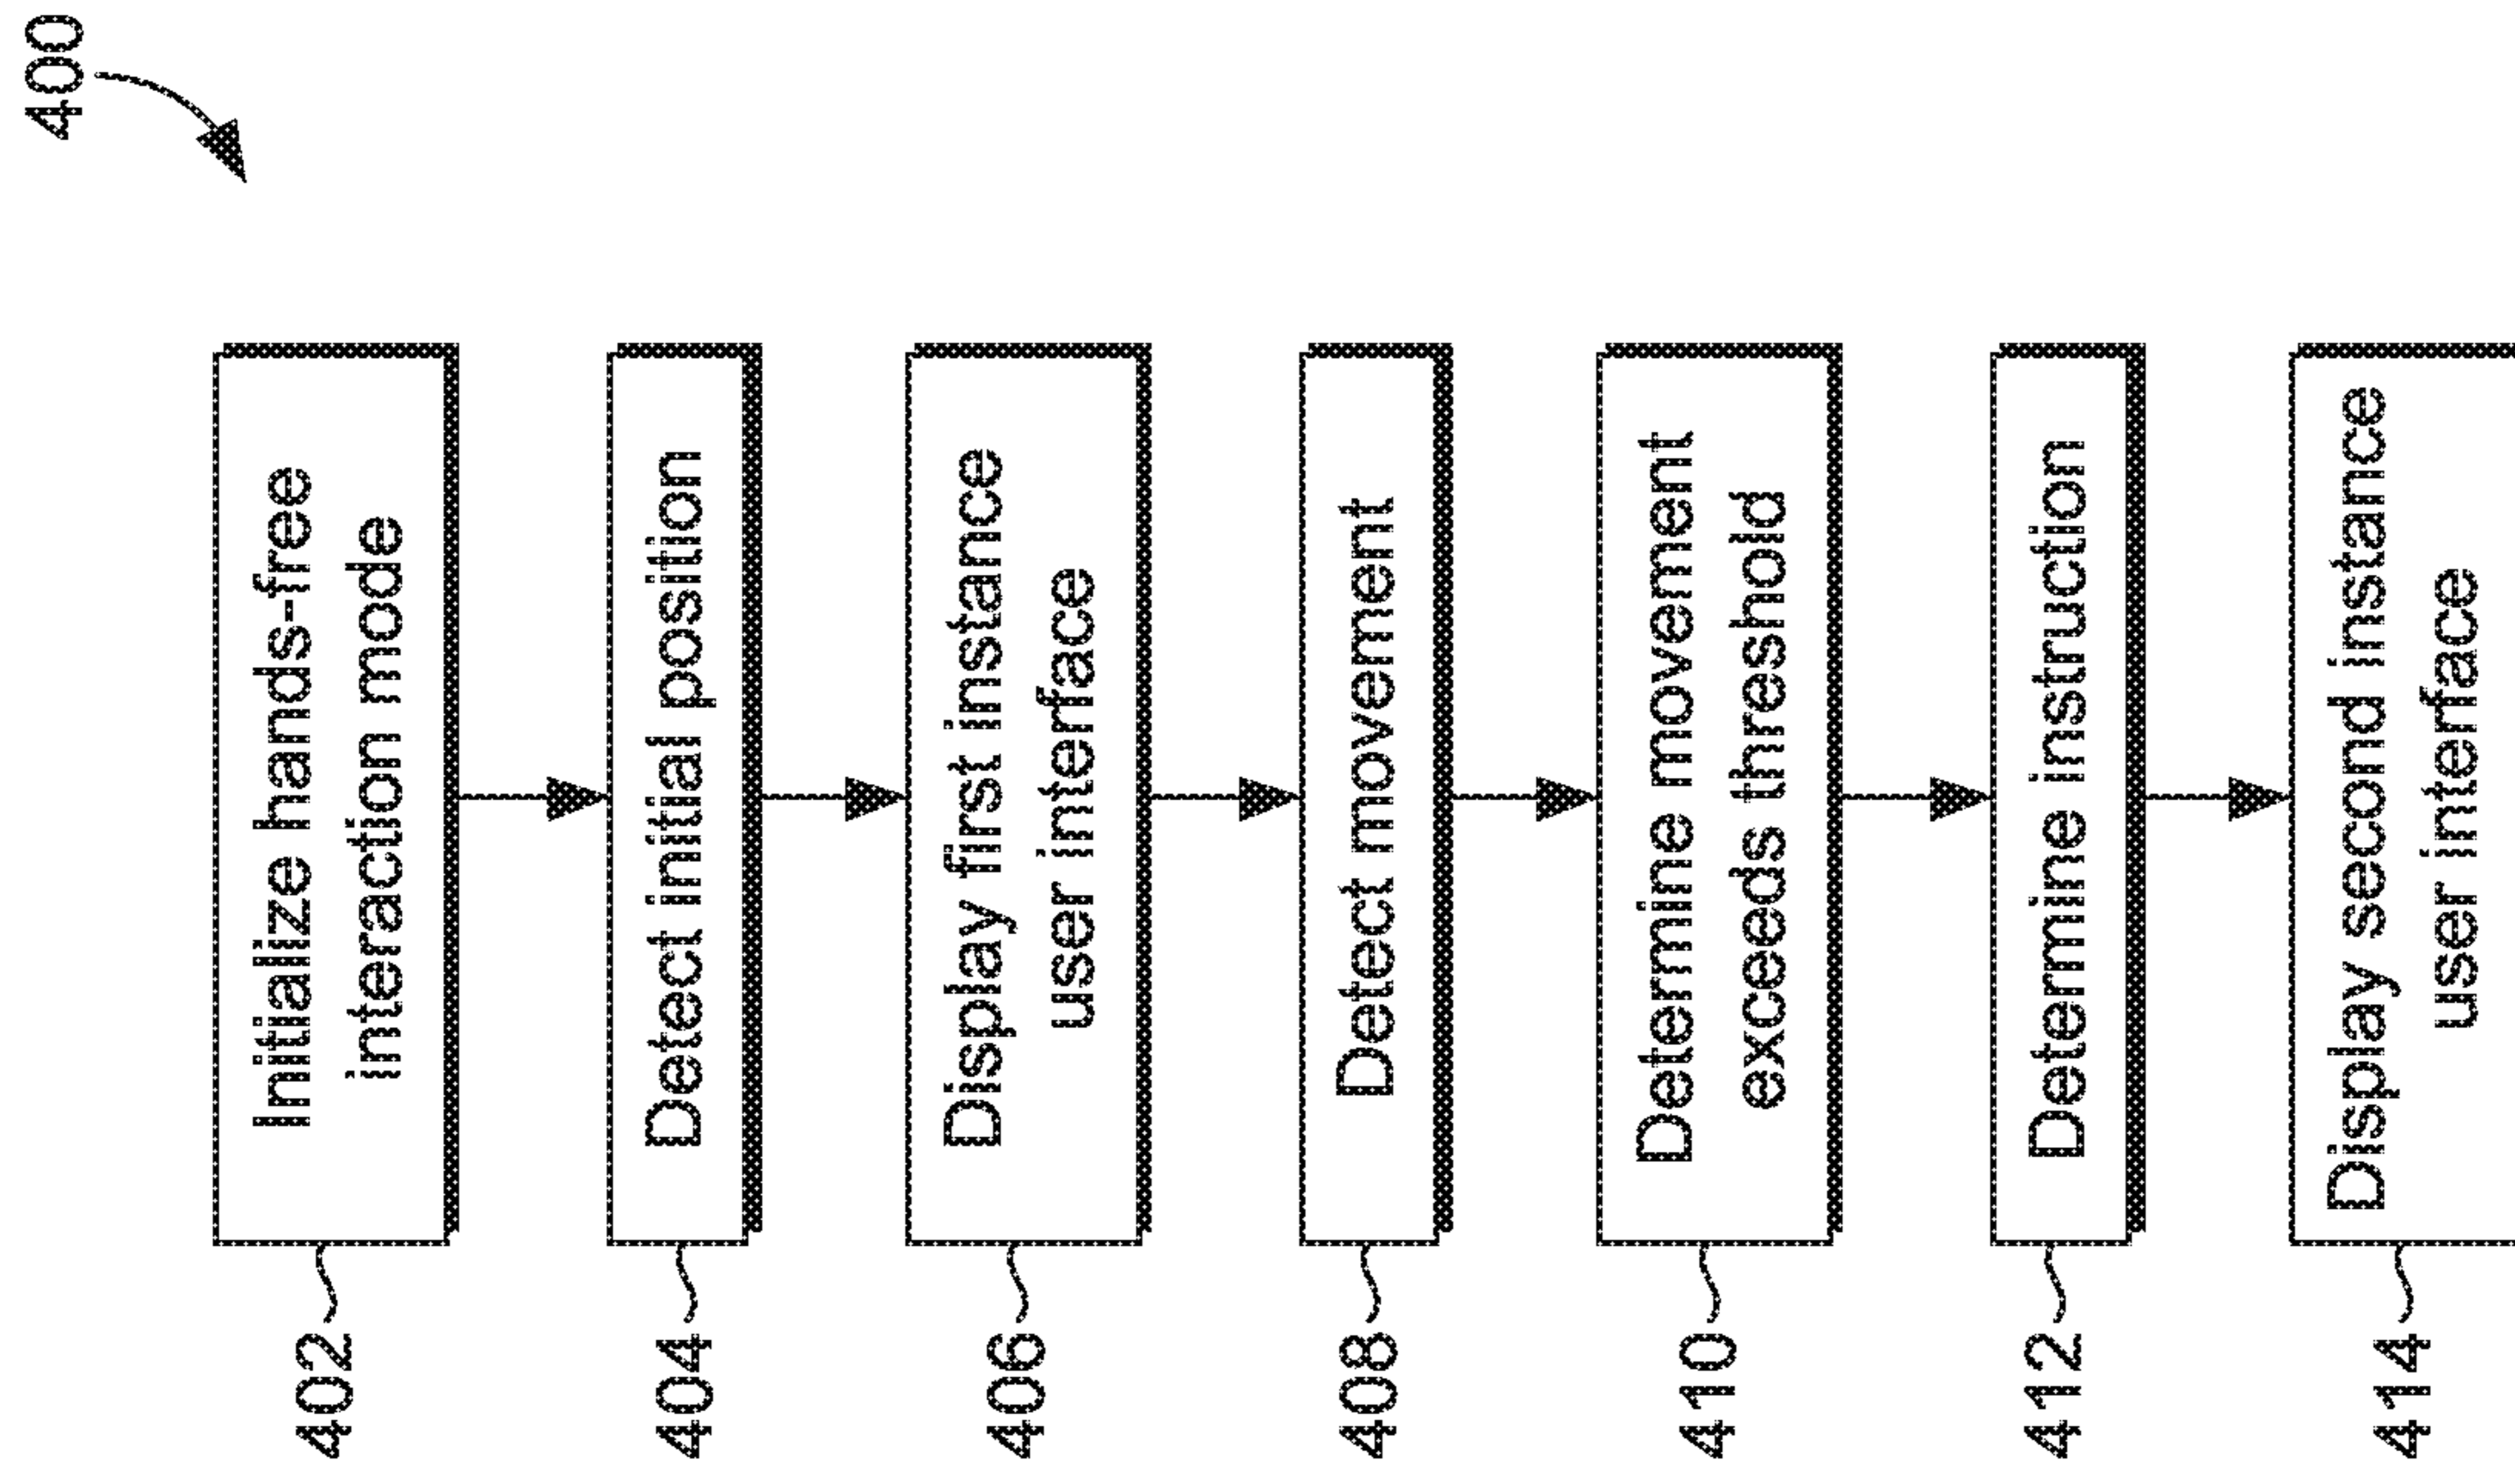 400
402
Initialize hands-free
interaction mode
404
Detect initial position
406
Display first instance
user interface
408
Detect movement
410
Determine movement
exceeds threshold
412
Determine instruction
414
Display second instance
user interface